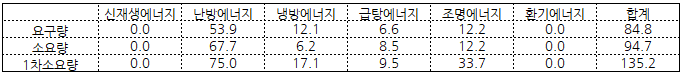 신재생에너지 난방에너지 냉방에너지 급탕에너지 조명에너지 환기에너지 합계
요구량 0.0 53.9 12.1 6.6 12.2 0.0 84.8
소요량 0.0 67.7 6.2 8.5 12.2 0.0 94.7
1차소요량 0.0 75.0 17.1 9.5 33.7 0.0 135.2